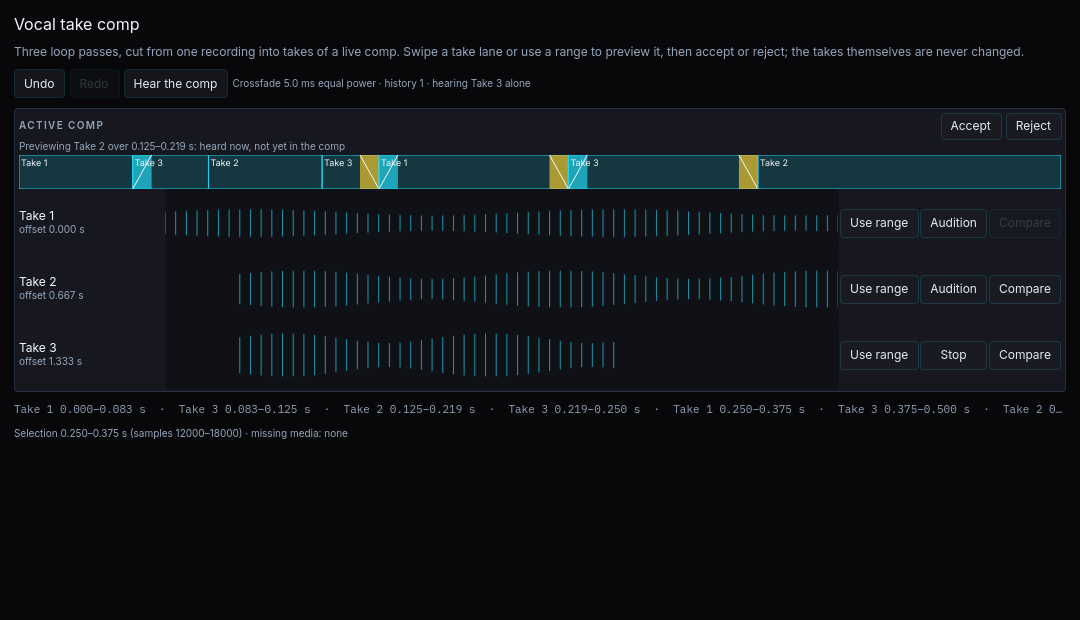 Vocal take comp
Three loop passes, cut from one recording into takes of a live comp. Swipe a take lane or use a range to preview it, then accept or reject; the takes themselves are never changed.
Undo Redo Hear the comp Crossfade 5.0 ms equal power · history 1 · hearing Take 3 alone
ACTIVE COMP Accept Reject
Previewing Take 2 over 0.125–0.219 s: heard now, not yet in the comp
Take 1 Take 3 Take 2 Take 3 Take 1 Take 3 Take 2
Take 1 Use range Audition Compare
offset 0.000 s
Take 2 Use range Audition Compare
offset 0.667 s
Take 3 Use range Stop Compare
offset 1.333 s
Take 1 0.000–0.083 s · Take 3 0.083–0.125 s · Take 2 0.125–0.219 s · Take 3 0.219–0.250 s · Take 1 0.250–0.375 s · Take 3 0.375–0.500 s · Take 2 0…
Selection 0.250–0.375 s (samples 12000–18000) · missing media: none